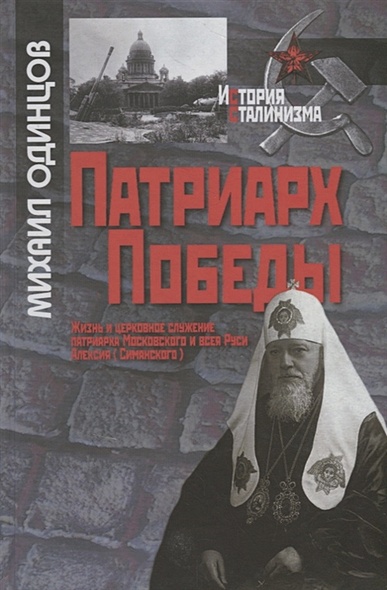 МИХАИЛ ОДИНЦОВ
История
сталинизма
Патриарх
Победы
Жизнь и церковное служение
патриарха Московского и всея Руси
Алексия (Симанского)